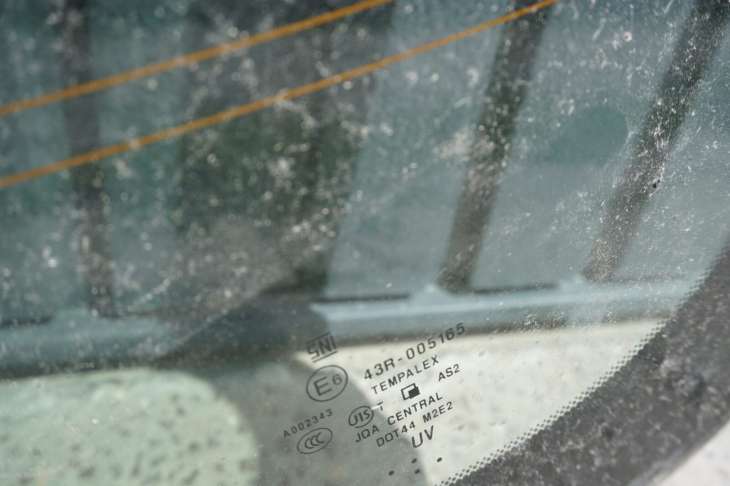 SNI
E6 43R-005165
TEMPALEX
AS2
A002343 JIS T
CCC JQA CENTRAL
DOT44 M2E2
UV